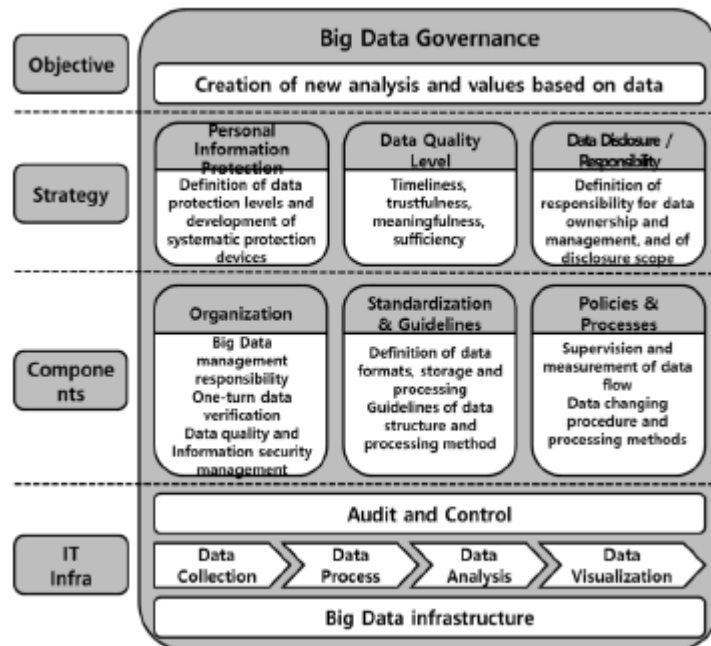 Big Data Governance
Objective
Creation of new analysis and values based on data
Strategy
Personal
Information
Protection
Definition of data
protection levels and
development of
systematic protection
devices
Data Quality
Level
Timeliness,
trustfulness,
meaningfulness,
sufficiency
Data Disclosure /
Responsibility
Definition of
responsibility for data
ownership and
management, and of
disclosure scope
Compone
nts
Organization
Big Data
management
responsibility
One-turn data
verification
Data quality and
Information security
management
Standardization
& Guidelines
Definition of data
formats, storage and
processing
Guidelines of data
structure and
processing method
Policies &
Processes
Supervision and
measurement of data
flow
Data changing
procedure and
processing methods
IT
Infra
Audit and Control
Data
Collection
Data
Process
Data
Analysis
Data
Visualization
Big Data infrastructure